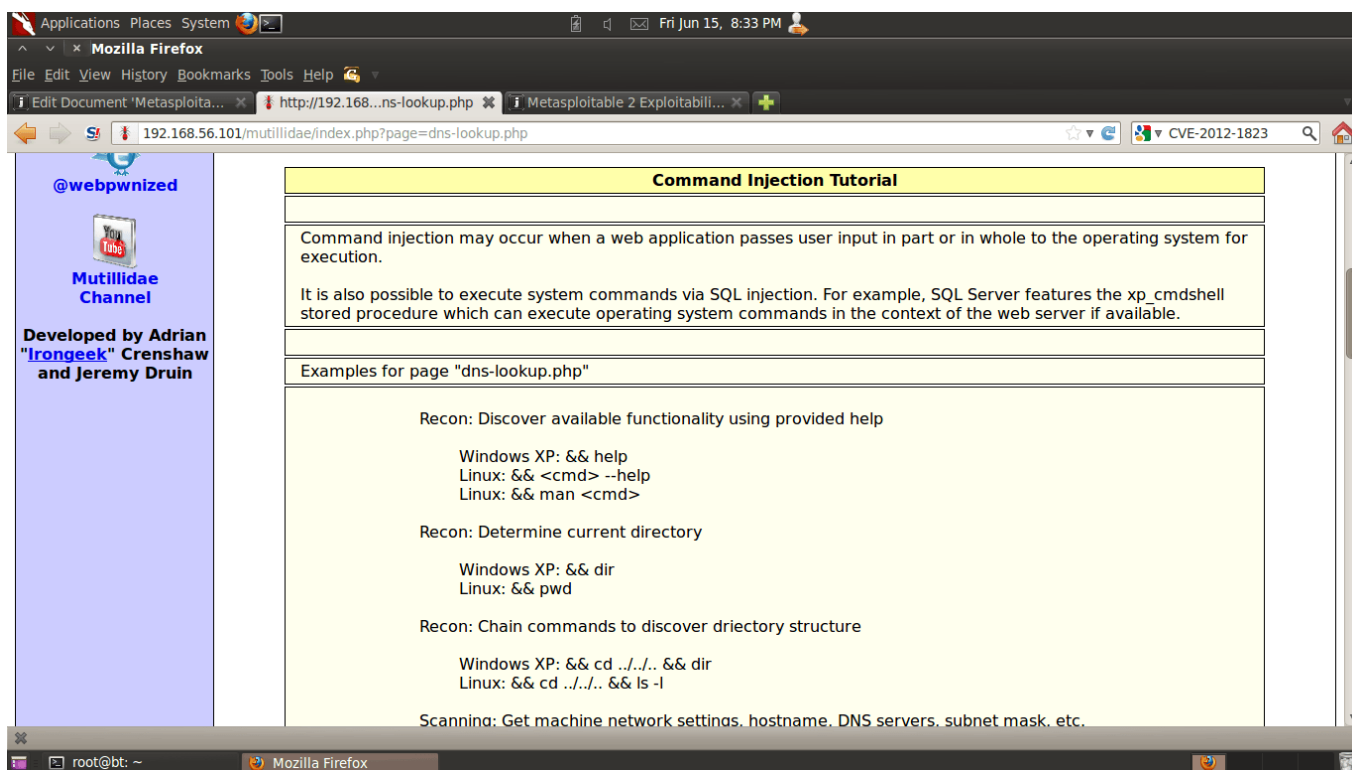 Applications Places System
Fri Jun 15, 8:33 PM
Mozilla Firefox
File Edit View History Bookmarks Tools Help
Edit Document 'Metasploita...
http://192.168...ns-lookup.php
Metasploitable 2 Exploitabili...
192.168.56.101/mutillidae/index.php?page=dns-lookup.php
CVE-2012-1823
@webpwnized
You Tube
Mutillidae
Channel
Developed by Adrian
"Irongeek" Crenshaw
and Jeremy Druin
Command Injection Tutorial
Command injection may occur when a web application passes user input in part or in whole to the operating system for
execution.
It is also possible to execute system commands via SQL injection. For example, SQL Server features the xp_cmdshell
stored procedure which can execute operating system commands in the context of the web server if available.
Examples for page "dns-lookup.php"
Recon: Discover available functionality using provided help
Windows XP: && help
Linux: && <cmd> --help
Linux: && man <cmd>
Recon: Determine current directory
Windows XP: && dir
Linux: && pwd
Recon: Chain commands to discover driectory structure
Windows XP: && cd ../../.. && dir
Linux: && cd ../../.. && ls -l
Scanning: Get machine network settings, hostname, DNS servers, subnet mask, etc.
root@bt: ~
Mozilla Firefox